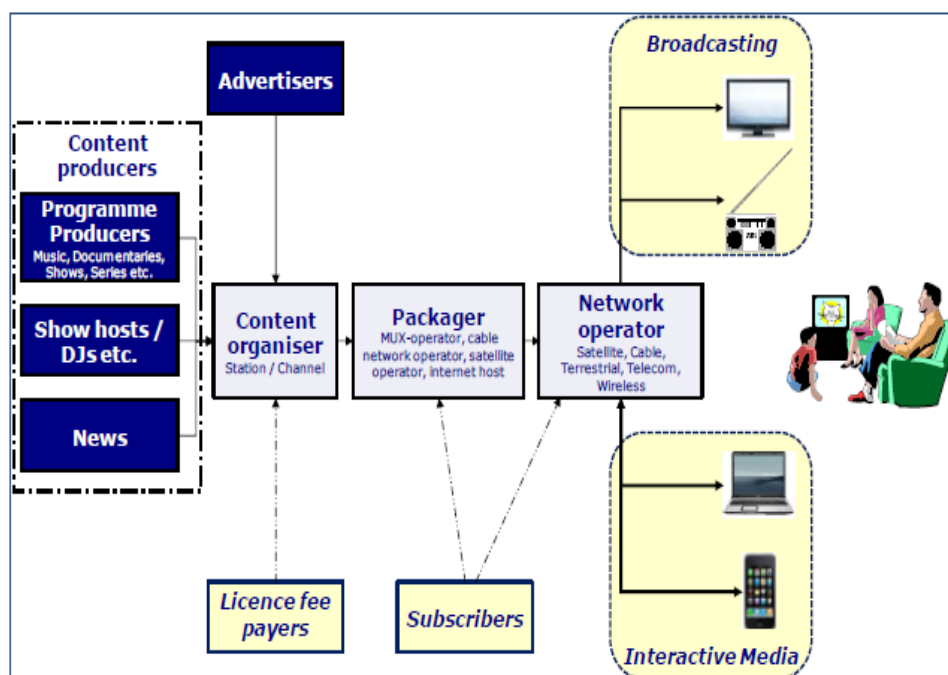 Broadcasting
Advertisers
Content
producers
Programme
Producers
Music, Documentaries,
Shows, Series etc.
Show hosts /
DJs etc.
News
Content
organiser
Station / Channel
Packager
MUX-operator, cable
network operator, satellite
operator, internet host
Network
operator
Satellite, Cable,
Terrestrial, Telecom,
Wireless
Licence fee
payers
Subscribers
Interactive Media